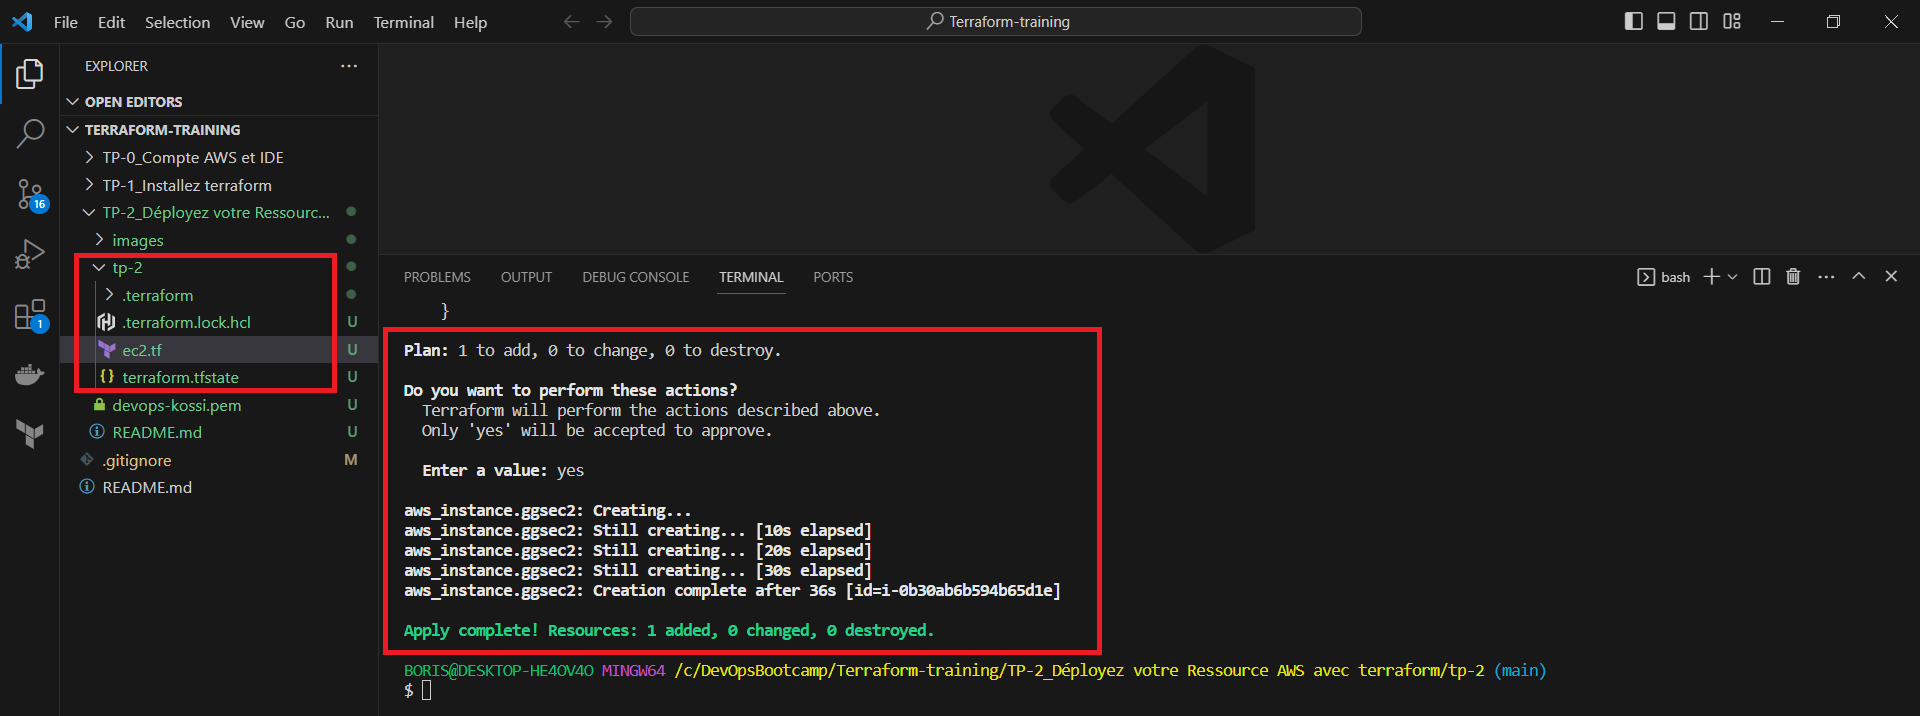 File Edit Selection View Go Run Terminal Help
Terraform-training
EXPLORER
OPEN EDITORS
TERRAFORM-TRAINING
TP-0_Compte AWS et IDE
TP-1_Installez terraform
TP-2_Déployez votre Ressourc...
images
tp-2
.terraform
.terraform.lock.hcl U
ec2.tf U
terraform.tfstate U
devops-kossi.pem U
README.md U
.gitignore M
README.md
16
1
PROBLEMS OUTPUT DEBUG CONSOLE TERMINAL PORTS
bash
}
Plan: 1 to add, 0 to change, 0 to destroy.
Do you want to perform these actions?
Terraform will perform the actions described above.
Only 'yes' will be accepted to approve.
Enter a value: yes
aws_instance.ggsec2: Creating...
aws_instance.ggsec2: Still creating... [10s elapsed]
aws_instance.ggsec2: Still creating... [20s elapsed]
aws_instance.ggsec2: Still creating... [30s elapsed]
aws_instance.ggsec2: Creation complete after 36s [id=i-0b30ab6b594b65d1e]
Apply complete! Resources: 1 added, 0 changed, 0 destroyed.
BORIS@DESKTOP-HE4OV4O MINGW64 /c/DevOpsBootcamp/Terraform-training/TP-2_Déployez votre Ressource AWS avec terraform/tp-2 (main)
$